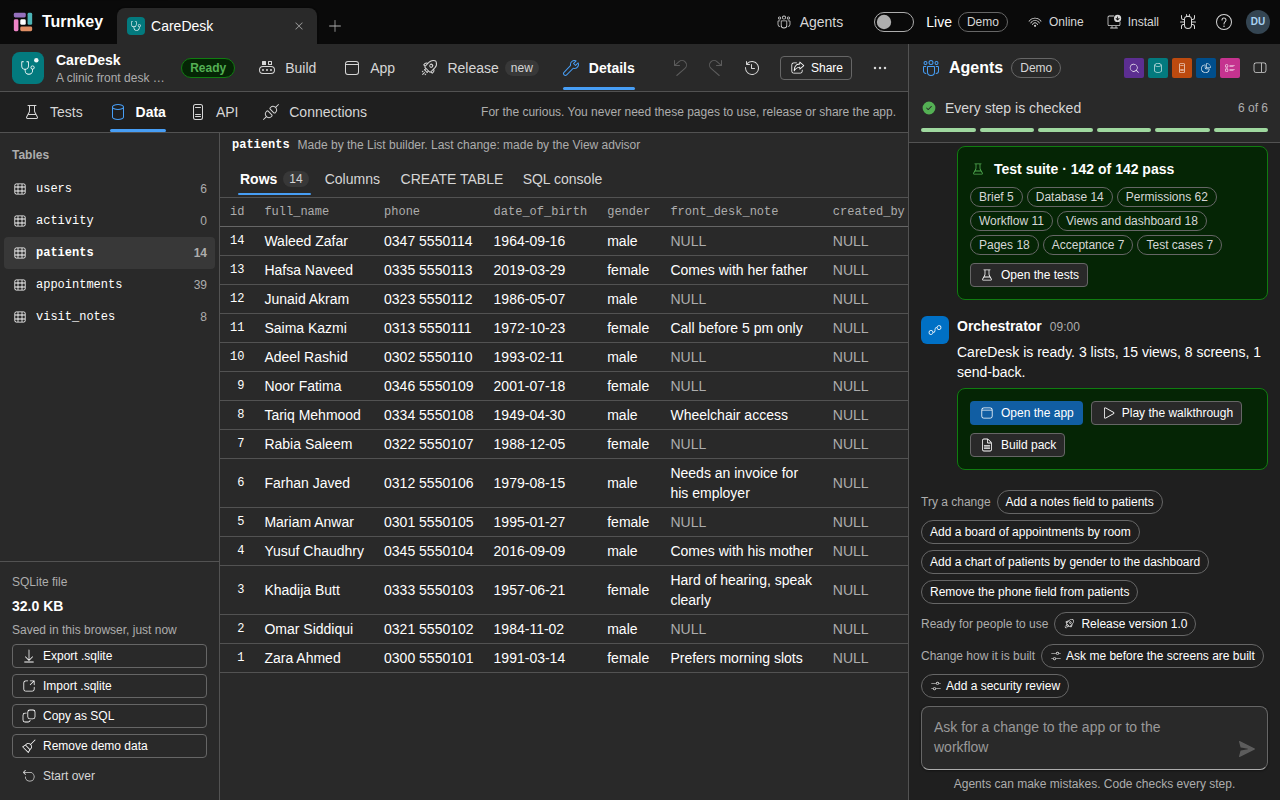 Turnkey
CareDesk
Agents
Live
Demo
Online
Install
DU
CareDesk
A clinic front desk …
Ready
Build
App
Release new
Details
Share
Agents
Demo
Tests
Data
API
Connections
For the curious. You never need these pages to use, release or share the app.
Every step is checked
6 of 6
Tables
users 6
activity 0
patients 14
appointments 39
visit_notes 8
patients Made by the List builder. Last change: made by the View advisor
Rows 14
Columns
CREATE TABLE
SQL console
id full_name phone date_of_birth gender front_desk_note created_by
14 Waleed Zafar 0347 5550114 1964-09-16 male NULL NULL
13 Hafsa Naveed 0335 5550113 2019-03-29 female Comes with her father NULL
12 Junaid Akram 0323 5550112 1986-05-07 male NULL NULL
11 Saima Kazmi 0313 5550111 1972-10-23 female Call before 5 pm only NULL
10 Adeel Rashid 0302 5550110 1993-02-11 male NULL NULL
9 Noor Fatima 0346 5550109 2001-07-18 female NULL NULL
8 Tariq Mehmood 0334 5550108 1949-04-30 male Wheelchair access NULL
7 Rabia Saleem 0322 5550107 1988-12-05 female NULL NULL
6 Farhan Javed 0312 5550106 1979-08-15 male Needs an invoice for his employer NULL
5 Mariam Anwar 0301 5550105 1995-01-27 female NULL NULL
4 Yusuf Chaudhry 0345 5550104 2016-09-09 male Comes with his mother NULL
3 Khadija Butt 0333 5550103 1957-06-21 female Hard of hearing, speak clearly NULL
2 Omar Siddiqui 0321 5550102 1984-11-02 male NULL NULL
1 Zara Ahmed 0300 5550101 1991-03-14 female Prefers morning slots NULL
SQLite file
32.0 KB
Saved in this browser, just now
Export .sqlite
Import .sqlite
Copy as SQL
Remove demo data
Start over
Test suite · 142 of 142 pass
Brief 5
Database 14
Permissions 62
Workflow 11
Views and dashboard 18
Pages 18
Acceptance 7
Test cases 7
Open the tests
Orchestrator 09:00
CareDesk is ready. 3 lists, 15 views, 8 screens, 1
send-back.
Open the app
Play the walkthrough
Build pack
Try a change
Add a notes field to patients
Add a board of appointments by room
Add a chart of patients by gender to the dashboard
Remove the phone field from patients
Ready for people to use
Release version 1.0
Change how it is built
Ask me before the screens are built
Add a security review
Ask for a change to the app or to the
workflow
Agents can make mistakes. Code checks every step.